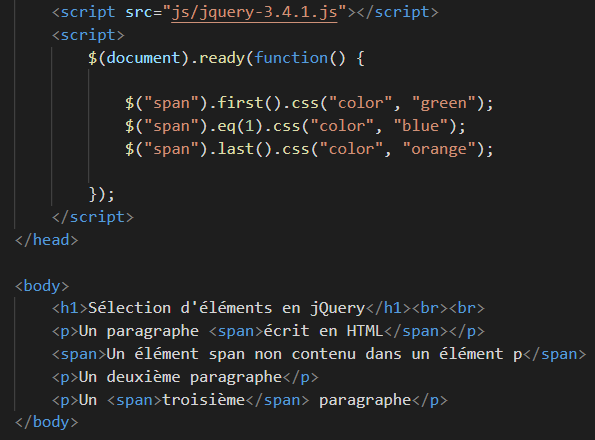 <script src="js/jquery-3.4.1.js"></script>
<script>
$(document).ready(function() {
$("span").first().css("color", "green");
$("span").eq(1).css("color", "blue");
$("span").last().css("color", "orange");
});
</script>
</head>
<body>
<h1>Sélection d'éléments en jQuery</h1><br><br>
<p>Un paragraphe <span>écrit en HTML</span></p>
<span>Un élément span non contenu dans un élément p</span>
<p>Un deuxième paragraphe</p>
<p>Un <span>troisième</span> paragraphe</p>
</body>